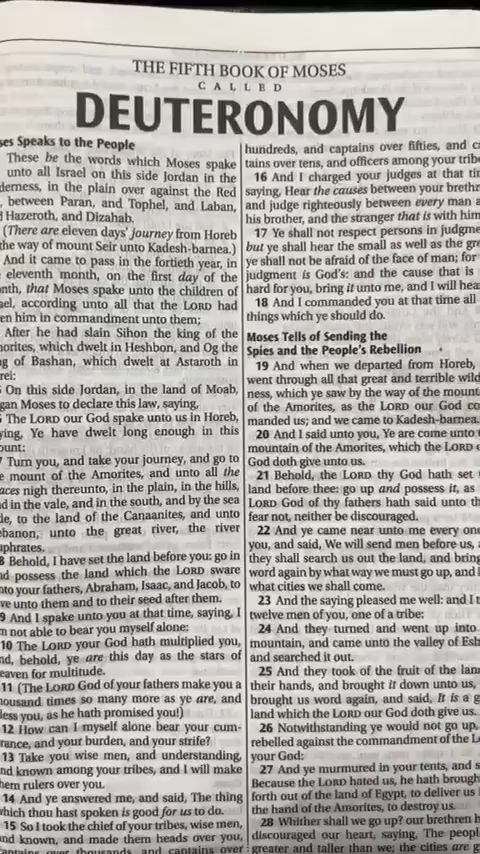 THE FIFTH BOOK OF MOSES
CALLED
DEUTERONOMY
ses Speaks to the People
These be the words which Moses spake
unto all Israel on this side Jordan in the
derness, in the plain over against the Red
, between Paran, and Tophel, and Laban,
d Hazeroth, and Dizahab.
(There are eleven days' journey from Horeb
the way of mount Seir unto Kadesh-barnea.)
And it came to pass in the fortieth year, in
e eleventh month, on the first day of the
nth, that Moses spake unto the children of
ael, according unto all that the LORD had
en him in commandment unto them;
After he had slain Sihon the king of the
norites, which dwelt in Heshbon, and Og the
g of Bashan, which dwelt at Astaroth in
rei:
On this side Jordan, in the land of Moab,
gan Moses to declare this law, saying,
The LORD our God spake unto us in Horeb,
ying, Ye have dwelt long enough in this
ount:
7 Turn you, and take your journey, and go to
e mount of the Amorites, and unto all the
aces nigh thereunto, in the plain, in the hills,
d in the vale, and in the south, and by the sea
de, to the land of the Canaanites, and unto
ebanon, unto the great river, the river
uphrates.
8 Behold, I have set the land before you: go in
nd possess the land which the LORD sware
nto your fathers, Abraham, Isaac, and Jacob, to
ve unto them and to their seed after them.
9 And I spake unto you at that time, saying, I
m not able to bear you myself alone:
10 The LORD your God hath multiplied you,
nd, behold, ye are this day as the stars of
eaven for multitude.
11 (The LORD God of your fathers make you a
housand times so many more as ye are, and
less you, as he hath promised you!)
12 How can I myself alone bear your cum-
rance, and your burden, and your strife?
13 Take you wise men, and understanding,
nd known among your tribes, and I will make
hem rulers over you.
14 And ye answered me, and said, The thing
which thou hast spoken is good for us to do.
15 So I took the chief of your tribes, wise men,
nd known, and made them heads over you,
captains over thousands, and captains over
hundreds, and captains over fifties, and c
tains over tens, and officers among your tribe
16 And I charged your judges at that ti
saying, Hear the causes between your brethr
and judge righteously between every man a
his brother, and the stranger that is with him
17 Ye shall not respect persons in judgme
but ye shall hear the small as well as the gre
ye shall not be afraid of the face of man; for
judgment is God's: and the cause that is
hard for you, bring it unto me, and I will hea
18 And I commanded you at that time all
things which ye should do.
Moses Tells of Sending the
Spies and the People's Rebellion
19 And when we departed from Horeb,
went through all that great and terrible wild
ness, which ye saw by the way of the mount
of the Amorites, as the LORD our God co
manded us; and we came to Kadesh-barnea.
20 And I said unto you, Ye are come unto
mountain of the Amorites, which the LORD o
God doth give unto us.
21 Behold, the LORD thy God hath set
land before thee: go up and possess it, as
LORD God of thy fathers hath said unto th
fear not, neither be discouraged.
22 And ye came near unto me every one
you, and said, We will send men before us, a
they shall search us out the land, and bring
word again by what way we must go up, and
what cities we shall come.
23 And the saying pleased me well: and I t
twelve men of you, one of a tribe:
24 And they turned and went up into
mountain, and came unto the valley of Esh
and searched it out.
25 And they took of the fruit of the lan
their hands, and brought it down unto us,
brought us word again, and said, It is a g
land which the LORD our God doth give us.
26 Notwithstanding ye would not go up,
rebelled against the commandment of the L
your God:
27 And ye murmured in your tents, and s
Because the LORD hated us, he hath brough
forth out of the land of Egypt, to deliver us
the hand of the Amorites, to destroy us.
28 Whither shall we go up? our brethren h
discouraged our heart, saying, The peopl
greater and taller than we; the cities are g